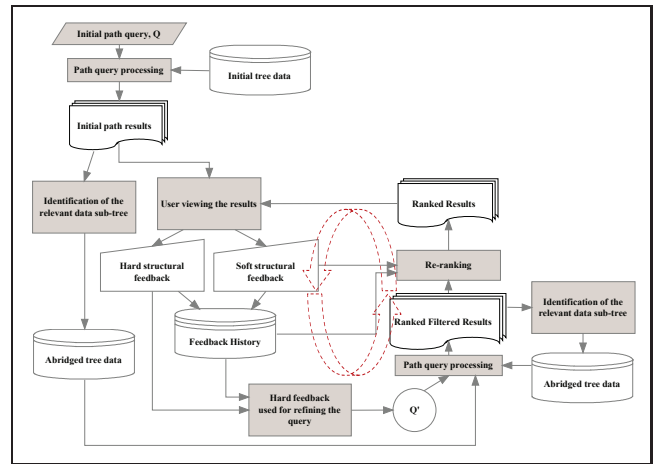 Initial path query, Q
Path query processing
Initial tree data
Initial path results
Identification of the
relevant data sub-tree
User viewing the results
Ranked Results
Hard structural
feedback
Soft structural
feedback
Re-ranking
Identification of the
relevant data sub-tree
Ranked Filtered Results
Feedback History
Abridged tree data
Path query processing
Abridged tree data
Hard feedback
used for refining the
query
Q'